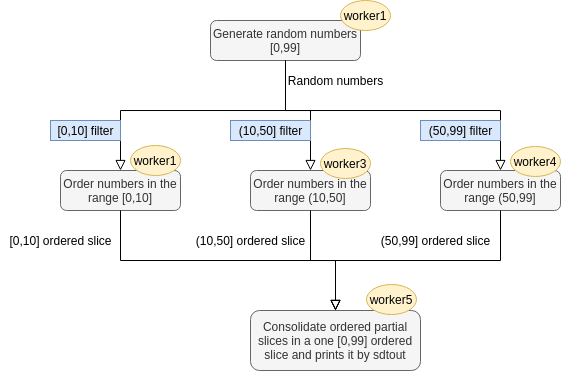 worker1
Generate random numbers
[0,99]
Random numbers
[0,10] filter
(10,50] filter
(50,99] filter
worker1
worker3
worker4
Order numbers in the
range [0,10]
Order numbers in the
range (10,50]
Order numbers in the
range (50,99]
[0,10] ordered slice
(10,50] ordered slice
(50,99] ordered slice
worker5
Consolidate ordered partial
slices in a one [0,99] ordered
slice and prints it by sdtout